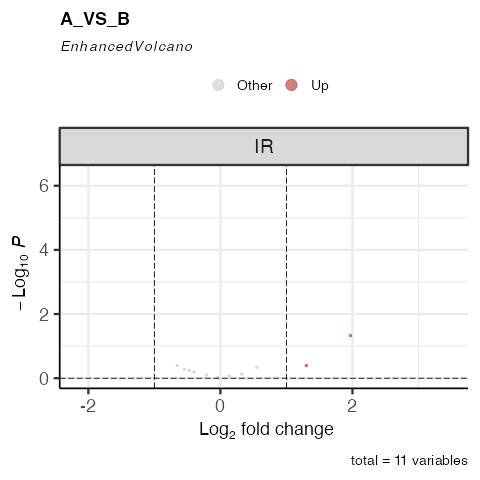 A_VS_B
EnhancedVolcano
Other Up
IR
6
4
2
0
− Log10 P
-2 0 2
Log2 fold change
total = 11 variables